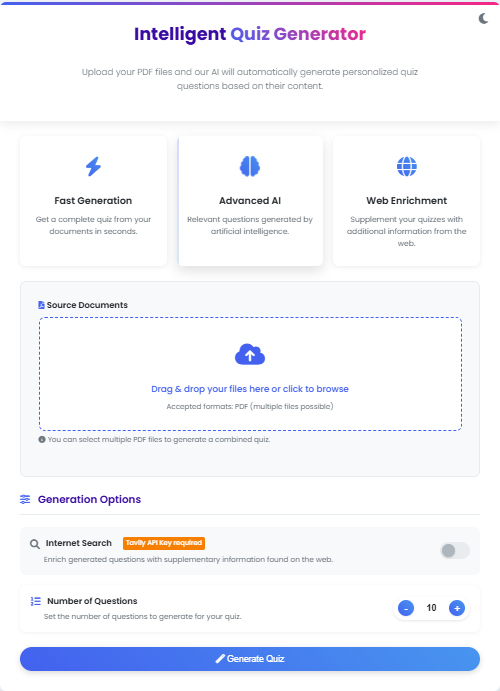 Intelligent Quiz Generator
Upload your PDF files and our AI will automatically generate personalized quiz
questions based on their content.
Fast Generation
Get a complete quiz from your
documents in seconds.
Advanced AI
Relevant questions generated by
artificial intelligence.
Web Enrichment
Supplement your quizzes with
additional information from the
web.
Source Documents
Drag & drop your files here or click to browse
Accepted formats: PDF (multiple files possible)
You can select multiple PDF files to generate a combined quiz.
Generation Options
Internet Search Tavily API Key required
Enrich generated questions with supplementary information found on the web.
Number of Questions
Set the number of questions to generate for your quiz.
- 10 +
Generate Quiz